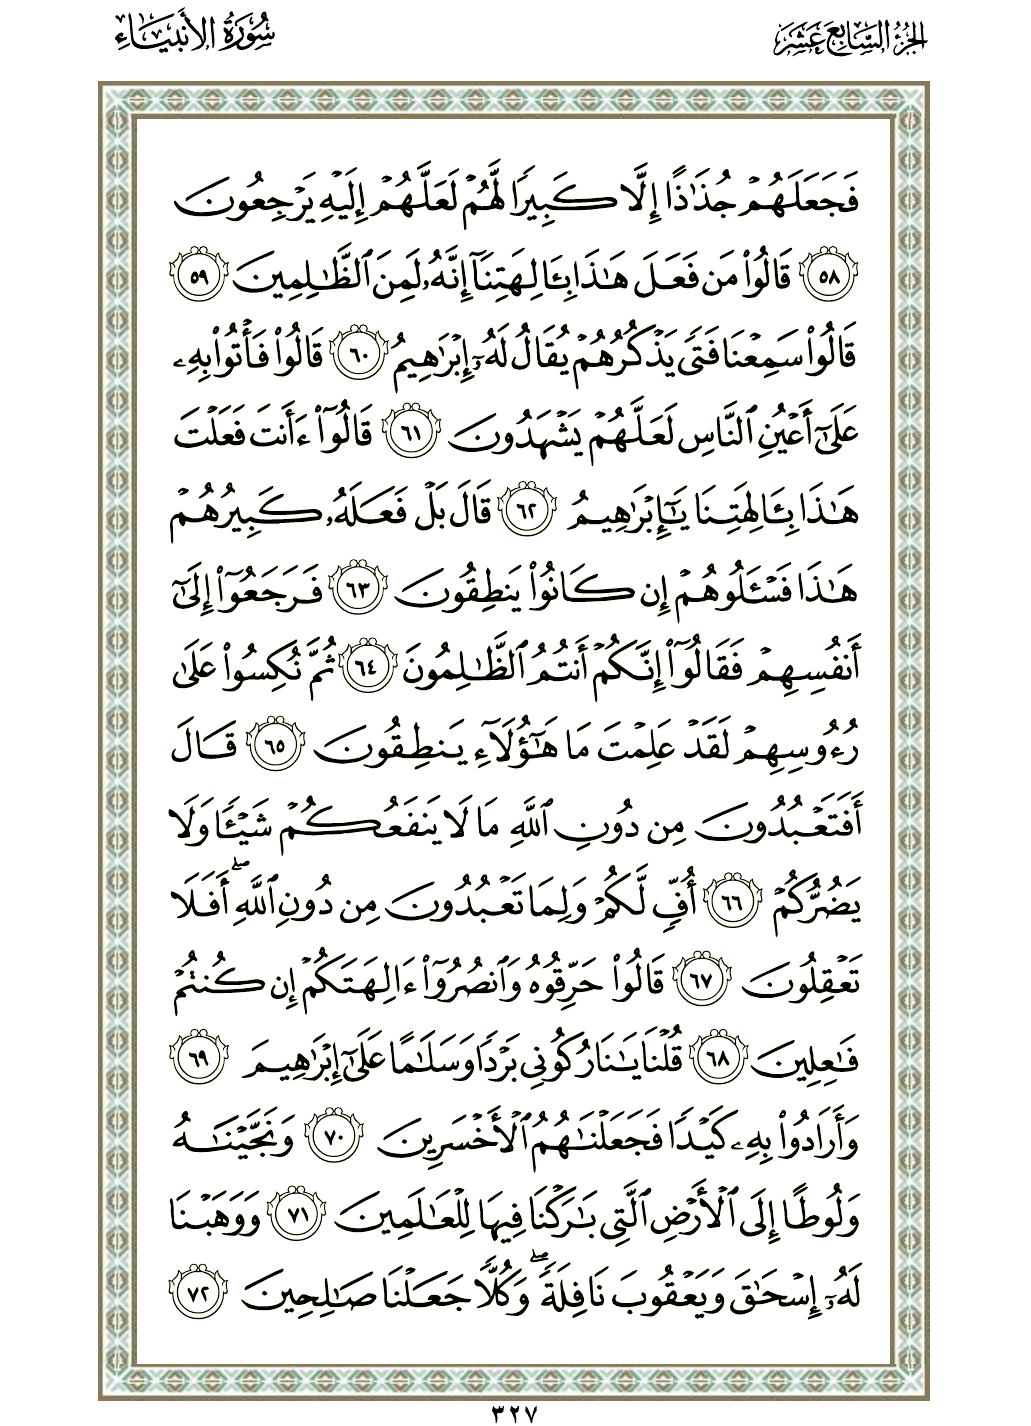 الجزء السابع عشر
سورة الأنبياء
فَجَعَلَهُمْ جُذَٰذًا إِلَّا كَبِيرًا لَّهُمْ لَعَلَّهُمْ إِلَيْهِ يَرْجِعُونَ
٥٨ قَالُوا۟ مَن فَعَلَ هَٰذَا بِـَٔالِهَتِنَآ إِنَّهُۥ لَمِنَ ٱلظَّٰلِمِينَ ٥٩
قَالُوا۟ سَمِعْنَا فَتًى يَذْكُرُهُمْ يُقَالُ لَهُۥٓ إِبْرَٰهِيمُ ٦٠ قَالُوا۟ فَأْتُوا۟ بِهِۦ
عَلَىٰٓ أَعْيُنِ ٱلنَّاسِ لَعَلَّهُمْ يَشْهَدُونَ ٦١ قَالُوٓا۟ ءَأَنتَ فَعَلْتَ
هَٰذَا بِـَٔالِهَتِنَا يَٰٓإِبْرَٰهِيمُ ٦٢ قَالَ بَلْ فَعَلَهُۥ كَبِيرُهُمْ
هَٰذَا فَسْـَٔلُوهُمْ إِن كَانُوا۟ يَنطِقُونَ ٦٣ فَرَجَعُوٓا۟ إِلَىٰٓ
أَنفُسِهِمْ فَقَالُوٓا۟ إِنَّكُمْ أَنتُمُ ٱلظَّٰلِمُونَ ٦٤ ثُمَّ نُكِسُوا۟ عَلَىٰ
رُءُوسِهِمْ لَقَدْ عَلِمْتَ مَا هَٰٓؤُلَآءِ يَنطِقُونَ ٦٥ قَالَ
أَفَتَعْبُدُونَ مِن دُونِ ٱللَّهِ مَا لَا يَنفَعُكُمْ شَيْـًٔا وَلَا
يَضُرُّكُمْ ٦٦ أُفٍّ لَّكُمْ وَلِمَا تَعْبُدُونَ مِن دُونِ ٱللَّهِ ۖ أَفَلَا
تَعْقِلُونَ ٦٧ قَالُوا۟ حَرِّقُوهُ وَٱنصُرُوٓا۟ ءَالِهَتَكُمْ إِن كُنتُمْ
فَٰعِلِينَ ٦٨ قُلْنَا يَٰنَارُ كُونِى بَرْدًا وَسَلَٰمًا عَلَىٰٓ إِبْرَٰهِيمَ ٦٩
وَأَرَادُوا۟ بِهِۦ كَيْدًا فَجَعَلْنَٰهُمُ ٱلْأَخْسَرِينَ ٧٠ وَنَجَّيْنَٰهُ
وَلُوطًا إِلَى ٱلْأَرْضِ ٱلَّتِى بَٰرَكْنَا فِيهَا لِلْعَٰلَمِينَ ٧١ وَوَهَبْنَا
لَهُۥٓ إِسْحَٰقَ وَيَعْقُوبَ نَافِلَةً ۖ وَكُلًّا جَعَلْنَا صَٰلِحِينَ ٧٢
٣٢٧